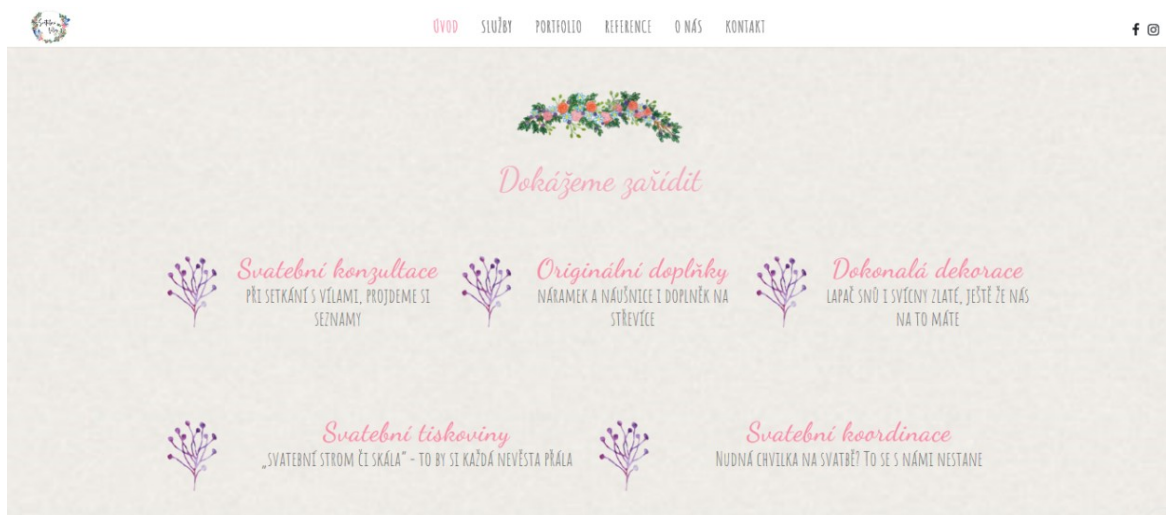 Svatební Víly
ÚVOD SLUŽBY PORTFOLIO REFERENCE O NÁS KONTAKT
Dokážeme zařídit
Svatební konzultace
PŘI SETKÁNÍ S VÍLAMI, PROJDEME SI
SEZNAMY
Originální doplňky
NÁRAMEK A NÁUŠNICE I DOPLNĚK NA
STŘEVÍCE
Dokonalá dekorace
LAPAČ SNŮ I SVÍCNY ZLATÉ, JEŠTĚ ŽE NÁS
NA TO MÁTE
Svatební tiskoviny
„SVATEBNÍ STROM ČI SKÁLA“ – TO BY SI KAŽDÁ NEVĚSTA PŘÁLA
Svatební koordinace
NUDNÁ CHVILKA NA SVATBĚ? TO SE S NÁMI NESTANE